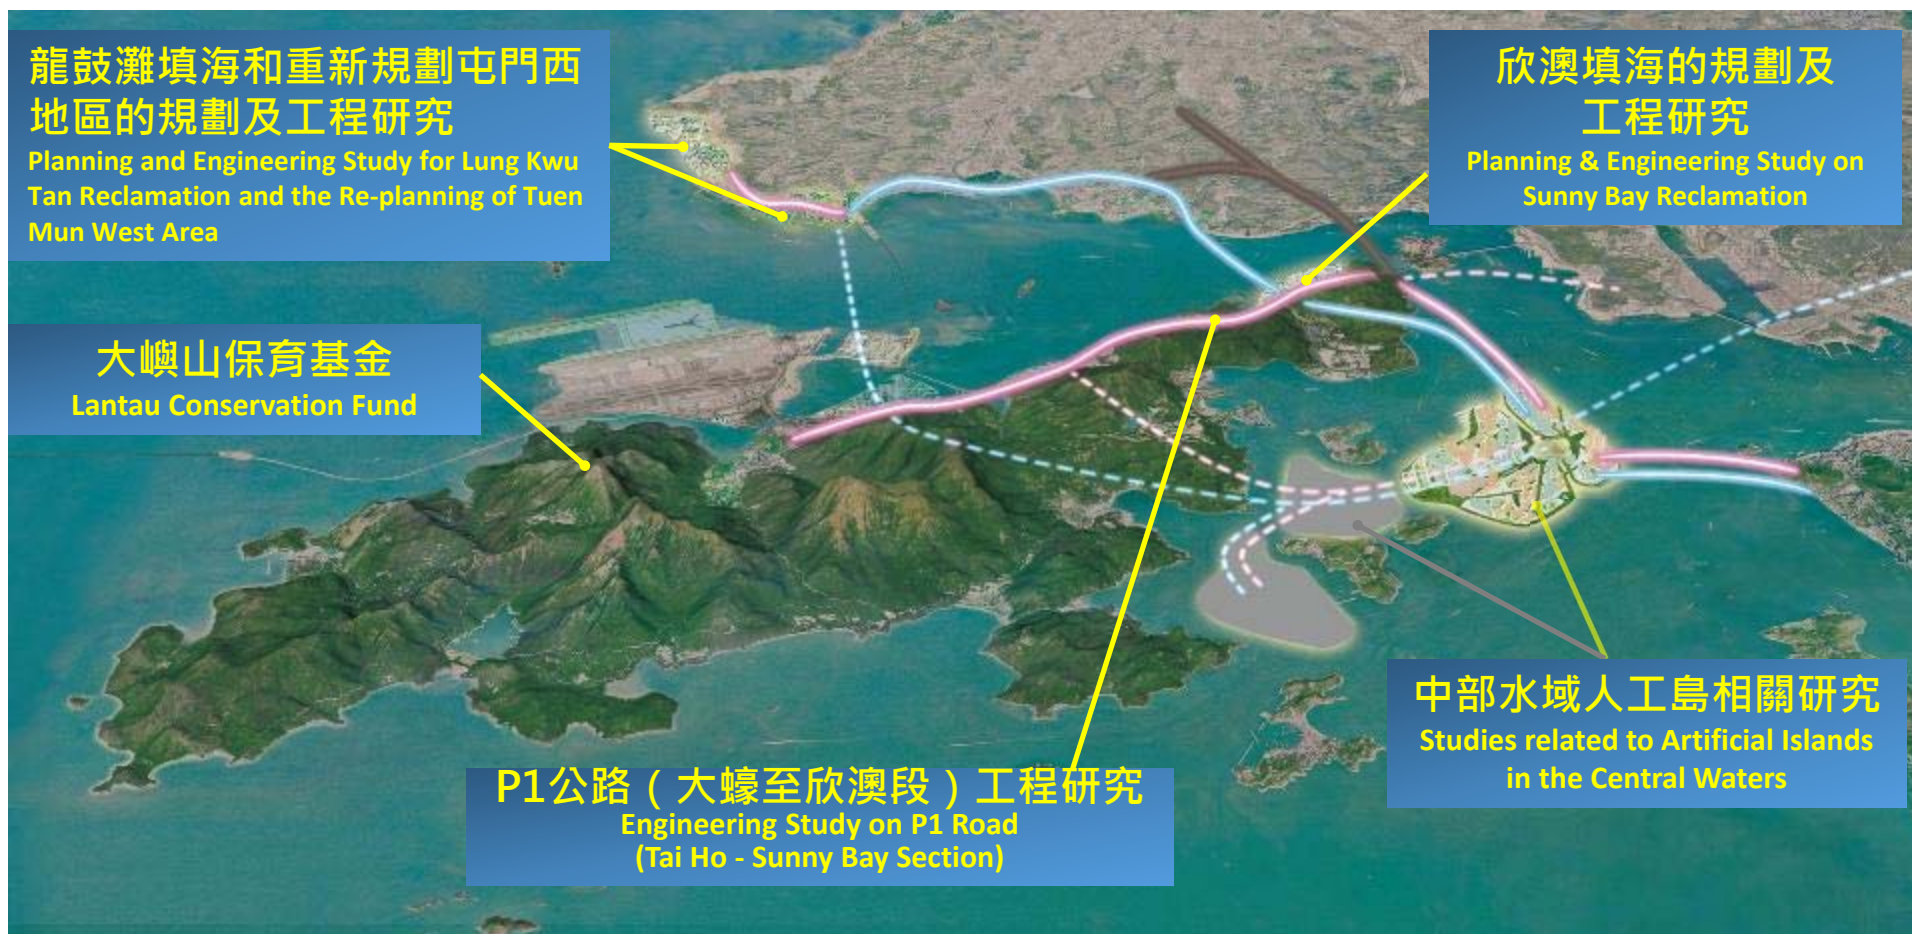 龍鼓灘填海和重新規劃屯門西
地區的規劃及工程研究
Planning and Engineering Study for Lung Kwu
Tan Reclamation and the Re-planning of Tuen
Mun West Area
欣澳填海的規劃及
工程研究
Planning & Engineering Study on
Sunny Bay Reclamation
大嶼山保育基金
Lantau Conservation Fund
中部水域人工島相關研究
Studies related to Artificial Islands
in the Central Waters
P1公路（大蠔至欣澳段）工程研究
Engineering Study on P1 Road
(Tai Ho - Sunny Bay Section)